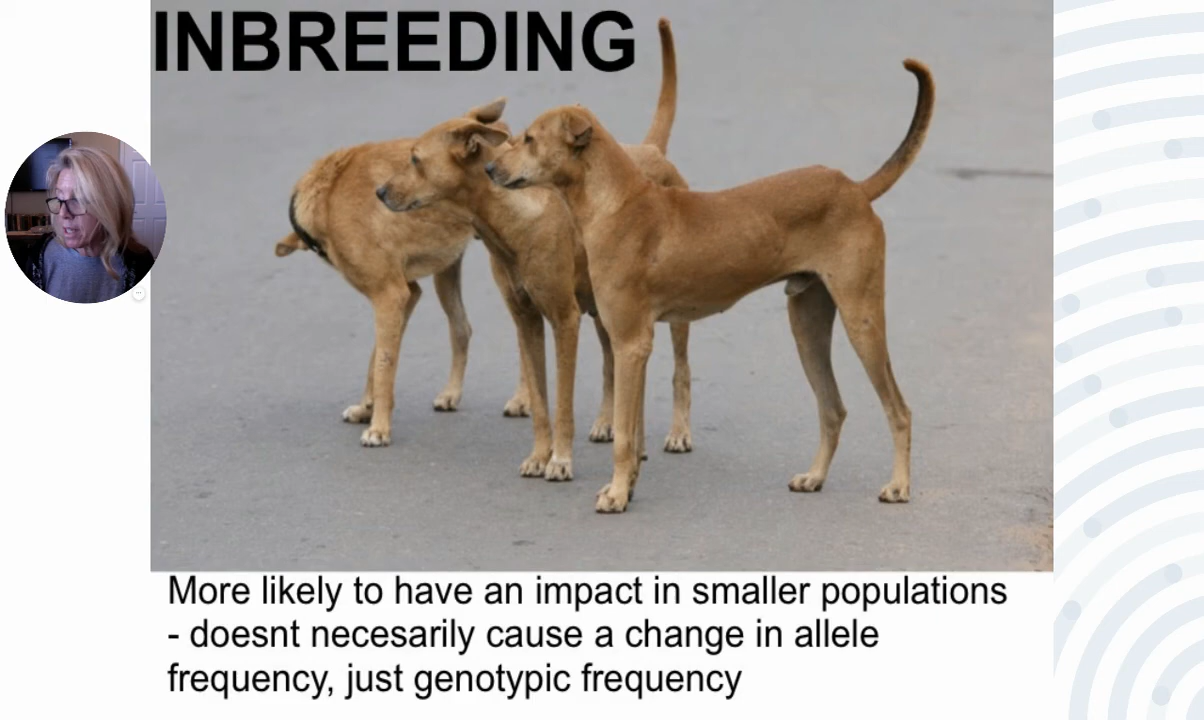 INBREEDING
More likely to have an impact in smaller populations
- doesnt necesarily cause a change in allele
frequency, just genotypic frequency